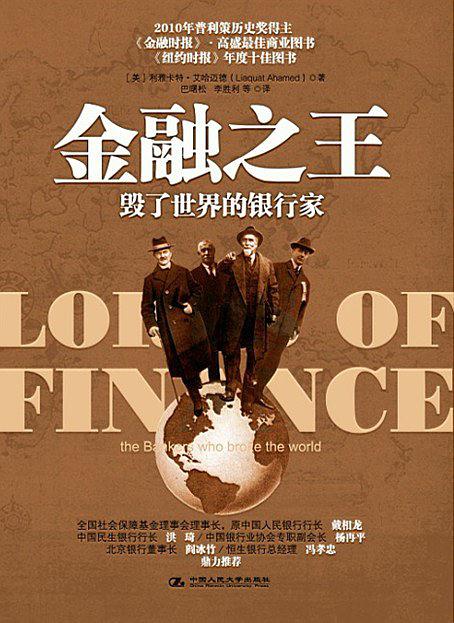 2010年普利策历史奖得主
《金融时报》·高盛最佳商业图书
《纽约时报》年度十佳图书
[美] 利雅卡特·艾哈迈德（Liaquat Ahamed）◎著
巴曙松 李胜利 等◎译
金融之王
毁了世界的银行家
LO OF
FIN NCE
the Bankers who broke the world
全国社会保障基金理事会理事长，原中国人民银行行长 戴相龙
中国民生银行行长 洪 琦/中国银行业协会专职副会长 杨再平
北京银行董事长 阎冰竹/恒生银行总经理 冯孝忠
鼎力推荐
中国人民大学出版社
China Renmin University Press